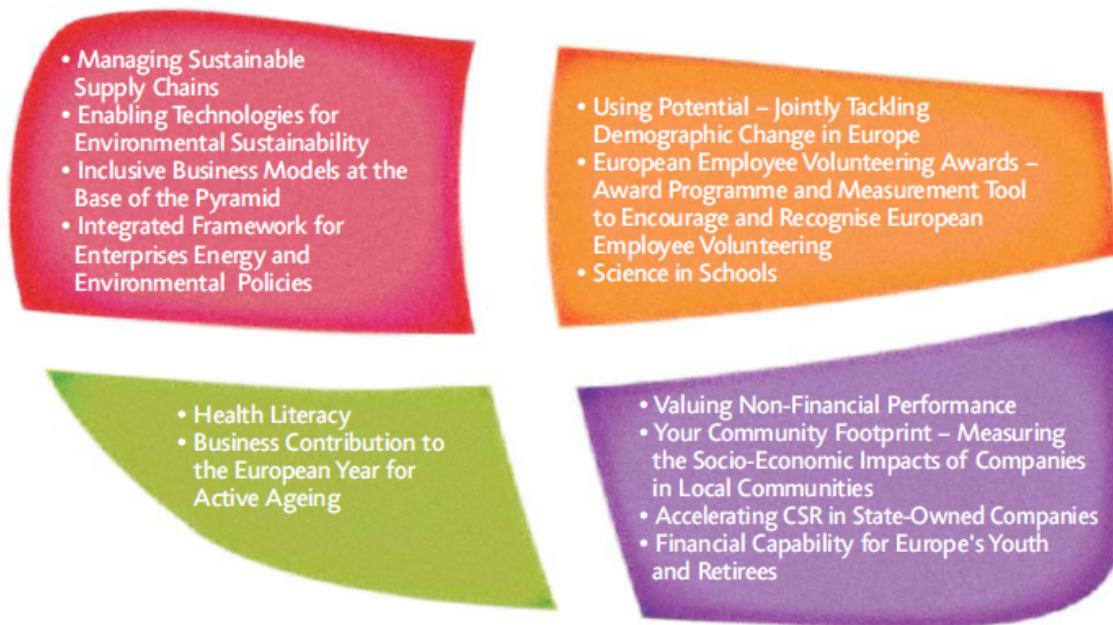 • Managing Sustainable
Supply Chains
• Enabling Technologies for
Environmental Sustainability
• Inclusive Business Models at the
Base of the Pyramid
• Integrated Framework for
Enterprises Energy and
Environmental Policies
• Using Potential – Jointly Tackling
Demographic Change in Europe
• European Employee Volunteering Awards –
Award Programme and Measurement Tool
to Encourage and Recognise European
Employee Volunteering
• Science in Schools
• Health Literacy
• Business Contribution to
the European Year for
Active Ageing
• Valuing Non-Financial Performance
• Your Community Footprint – Measuring
the Socio-Economic Impacts of Companies
in Local Communities
• Accelerating CSR in State-Owned Companies
• Financial Capability for Europe's Youth
and Retirees